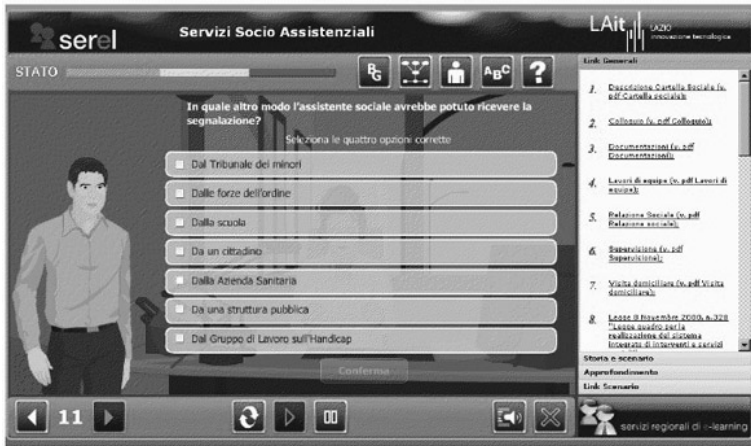 serel
Servizi Socio Assistenziali
LAit
LAZIO
innovazione tecnologica
STATO
BG
ABC
?
In quale altro modo l'assistente sociale avrebbe potuto ricevere la
segnalazione?
Seleziona le quattro opzioni corrette
Dal Tribunale dei minori
Dalle forze dell'ordine
Dalla scuola
Da un cittadino
Dalla Azienda Sanitaria
Da una struttura pubblica
Dal Gruppo di Lavoro sull'Handicap
Conferma
11
Link Generali
1. Descrizione Cartella Sociale (v.
pdf Cartella sociale);
2. Colloquio (v. pdf Colloquio);
3. Documentazioni (v. pdf
Documentazioni);
4. Lavori di equipe (v. pdf Lavori di
equipe);
5. Relazione Sociale (v. pdf
Relazione sociale);
6. Supervisione (v. pdf
Supervisione);
7. Visita domiciliare (v. pdf Visita
domiciliare);
8. Legge 8 Novembre 2000, n.328
"Legge quadro per la
realizzazione del sistema
integrato di interventi e servizi
Storia e scenario
Approfondimento
Link Scenario
servizi regionali di e-learning